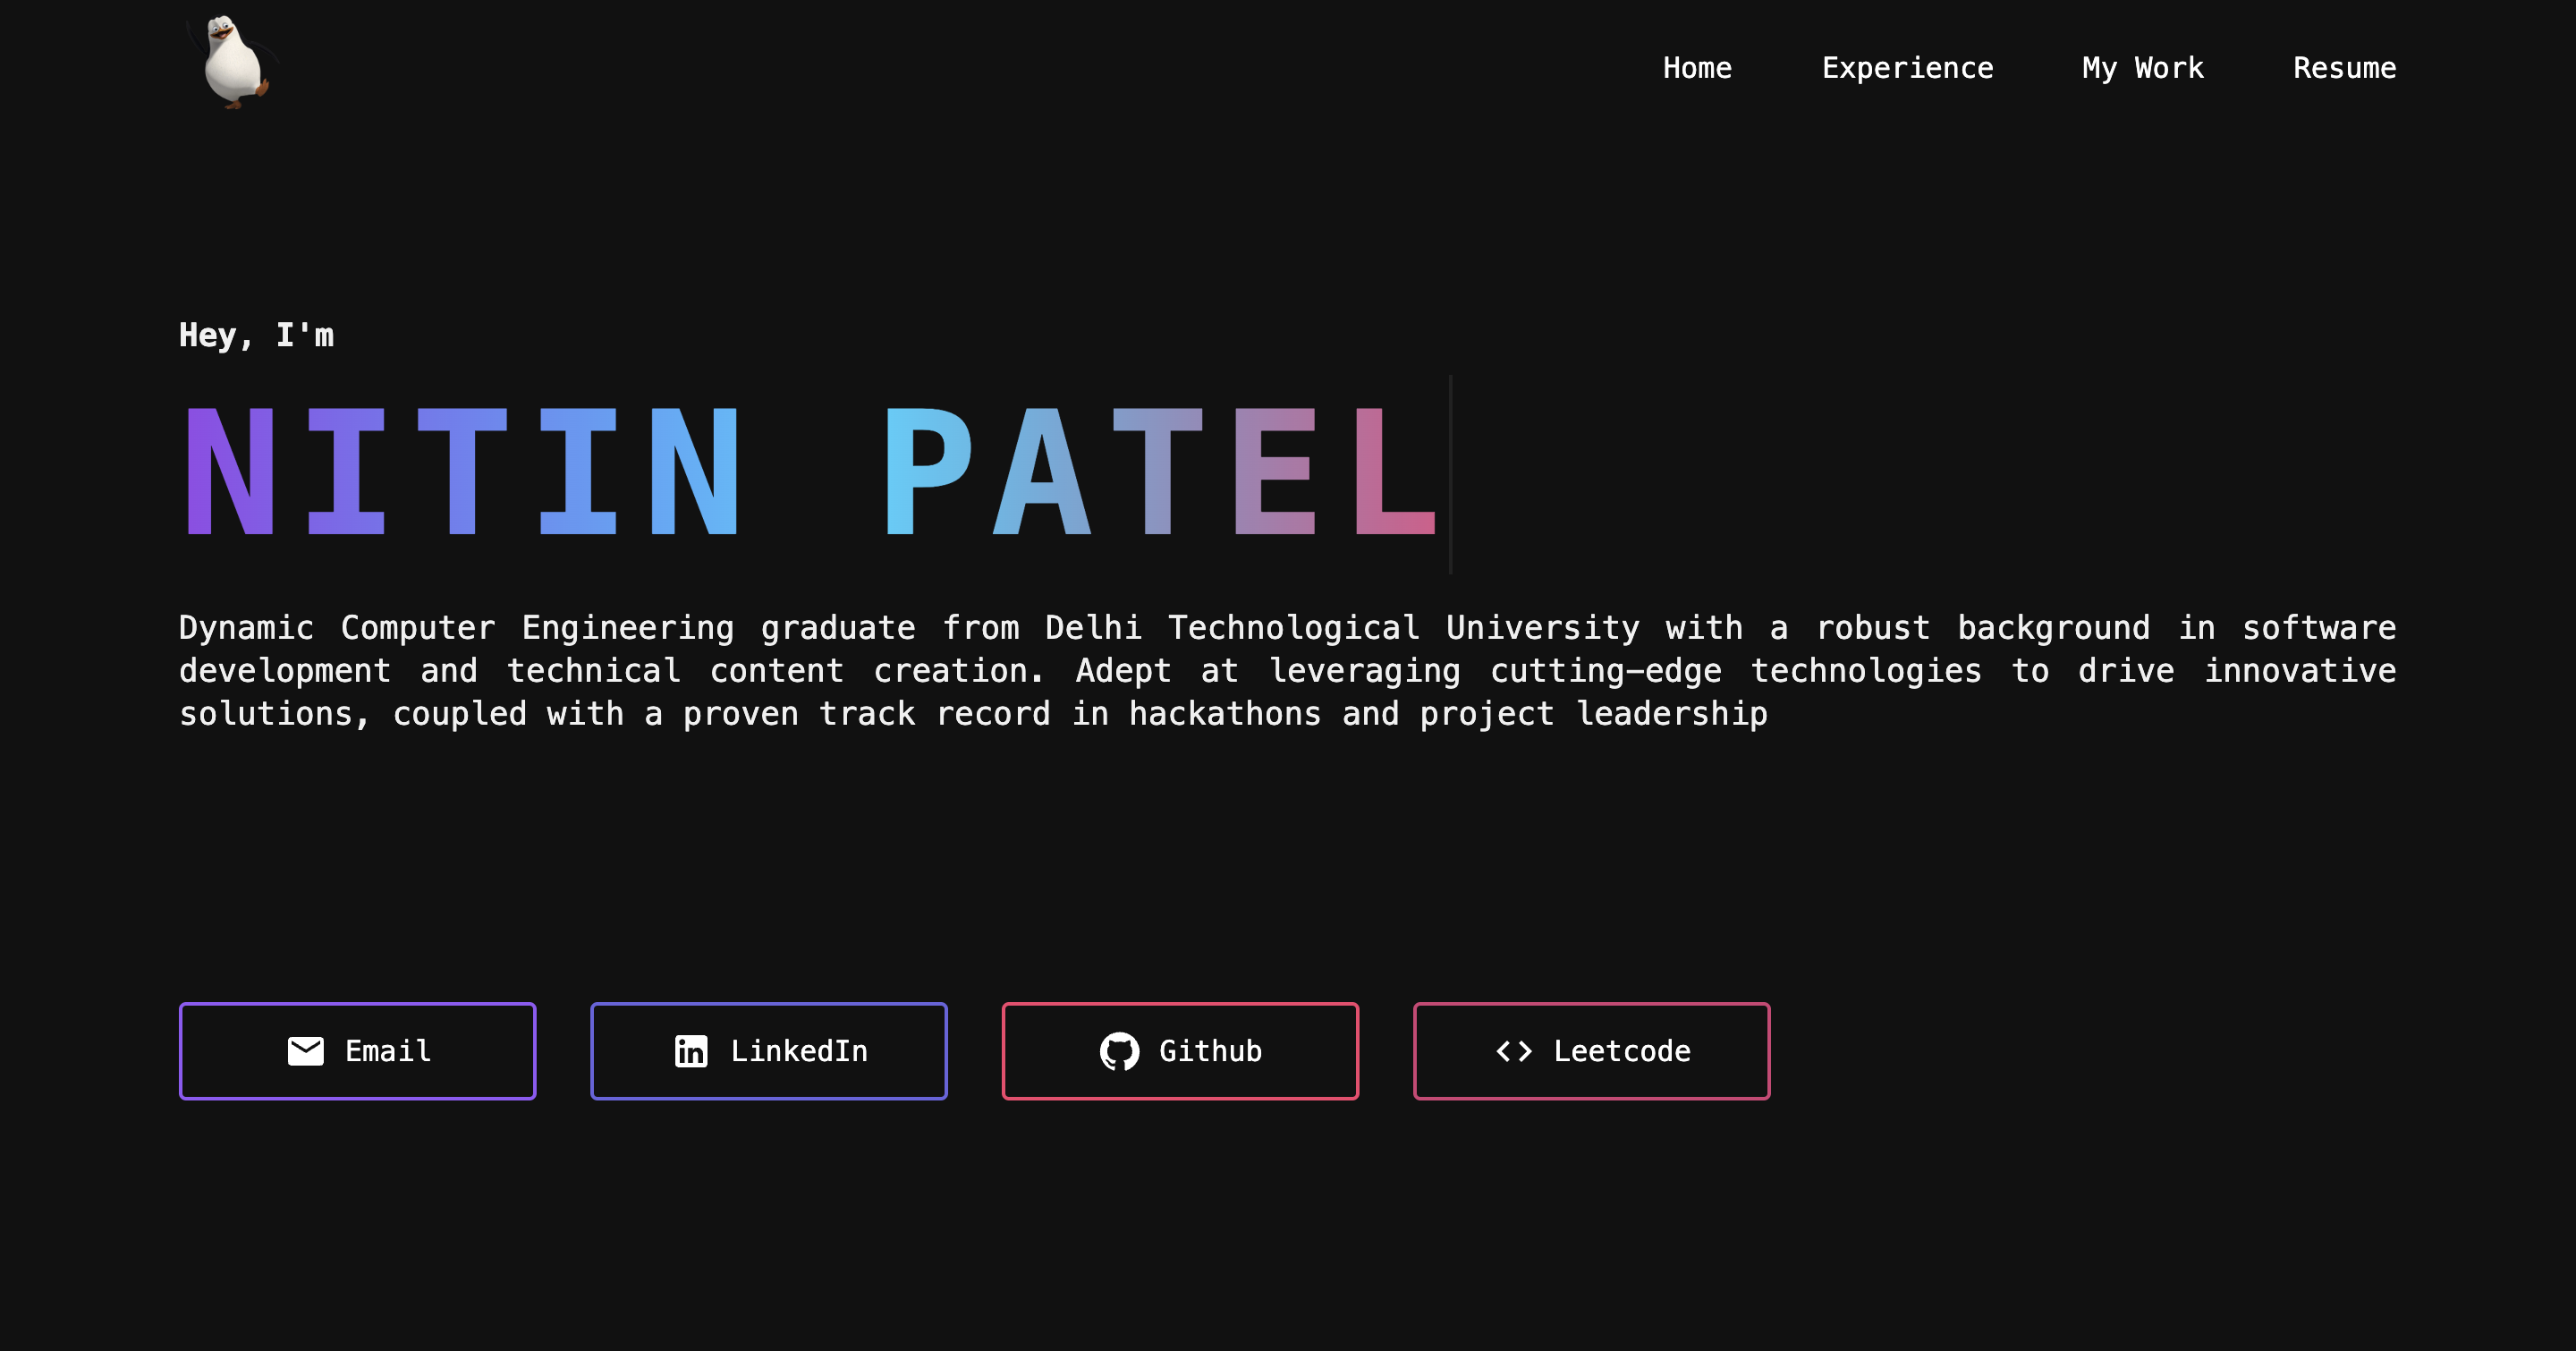 Home Experience My Work Resume
Hey, I'm
NITIN PATEL
Dynamic Computer Engineering graduate from Delhi Technological University with a robust background in software
development and technical content creation. Adept at leveraging cutting-edge technologies to drive innovative
solutions, coupled with a proven track record in hackathons and project leadership
Email LinkedIn Github Leetcode